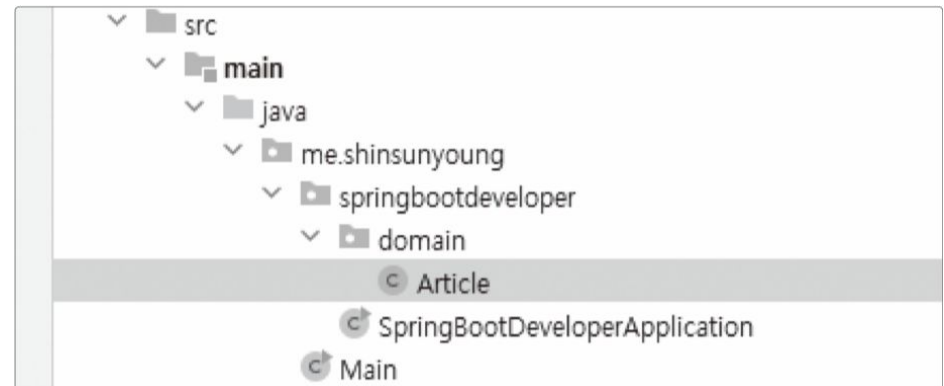 src
main
java
me.shinsunyoung
springbootdeveloper
domain
C Article
C SpringBootDeveloperApplication
C Main